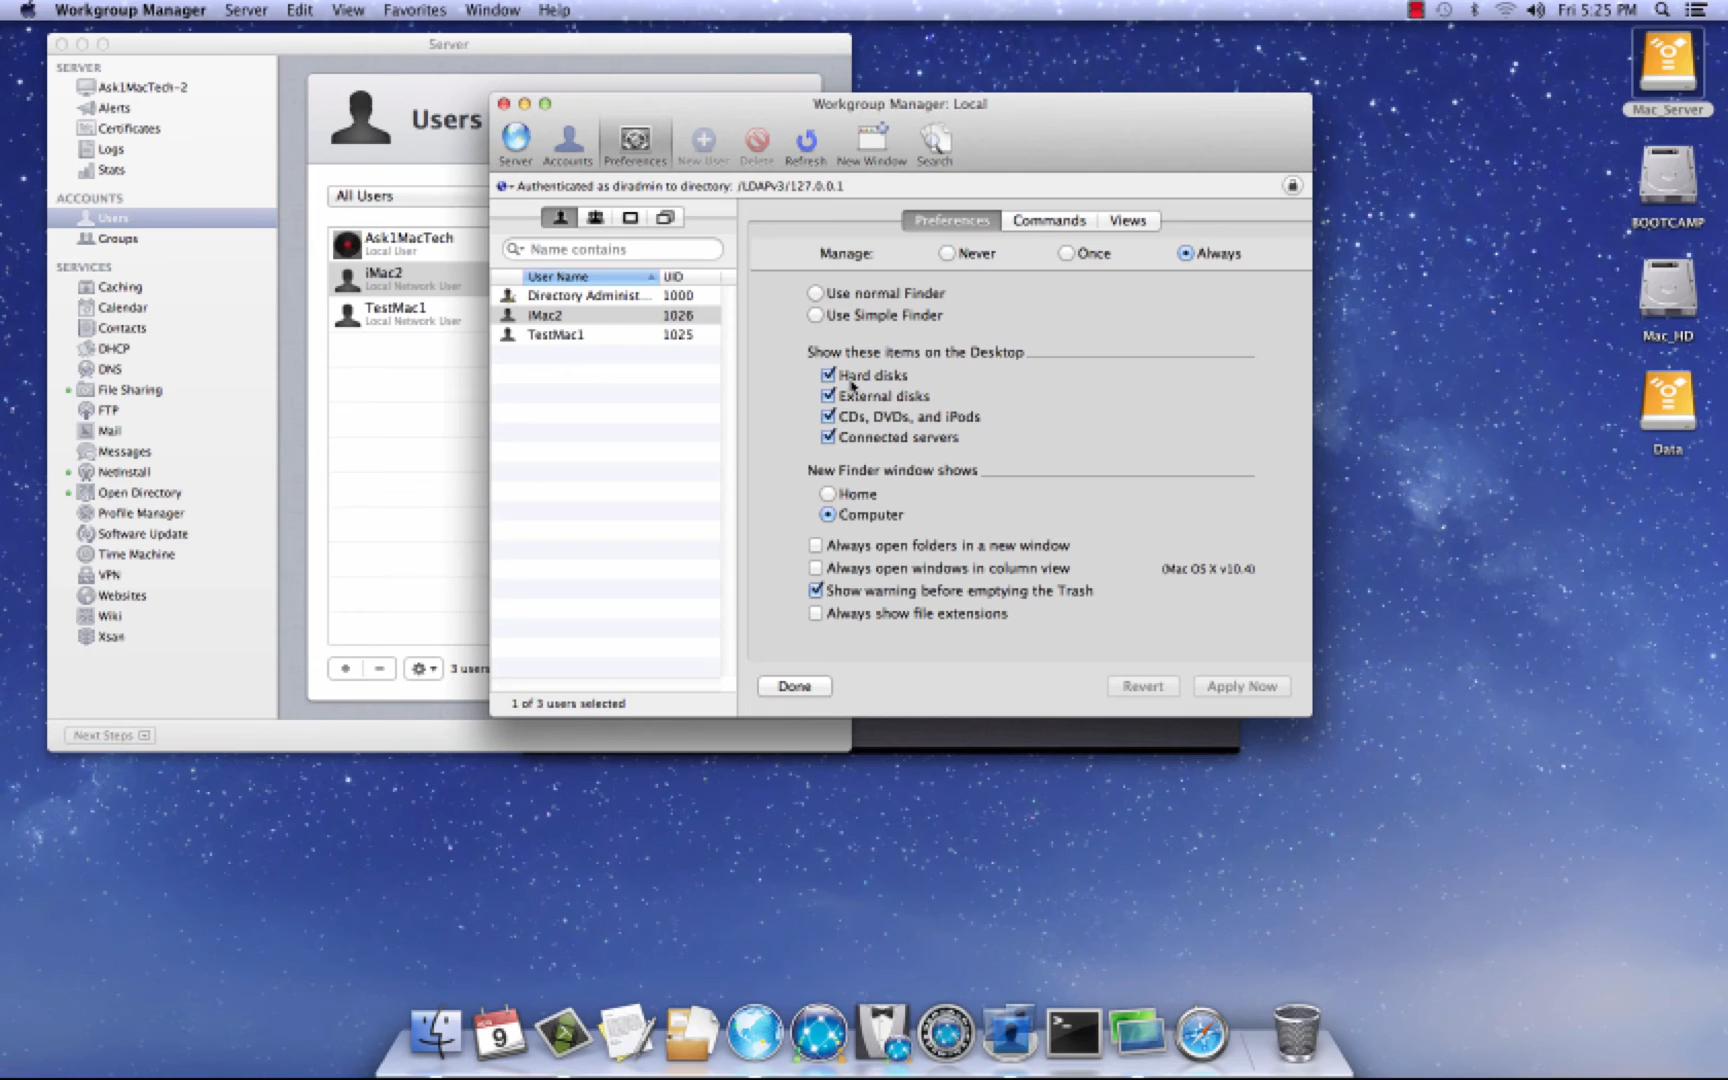 Workgroup Manager Server Edit View Favorites Window Help Fri 5:25 PM
Server
SERVER
Ask1MacTech-2
Alerts
Certificates
Logs
Stats
ACCOUNTS
Users
Groups
SERVICES
Caching
Calendar
Contacts
DHCP
DNS
File Sharing
FTP
Mail
Messages
NetInstall
Open Directory
Profile Manager
Software Update
Time Machine
VPN
Websites
Wiki
Xsan
Next Steps
Users
All Users
Ask1MacTech
Local User
iMac2
Local Network User
TestMac1
Local Network User
3 users
Workgroup Manager: Local
Server Accounts Preferences New User Delete Refresh New Window Search
Authenticated as diradmin to directory: /LDAPv3/127.0.0.1
Name contains
User Name UID
Directory Administ... 1000
iMac2 1026
TestMac1 1025
1 of 3 users selected
Preferences Commands Views
Manage: Never Once Always
Use normal Finder
Use Simple Finder
Show these items on the Desktop
Hard disks
External disks
CDs, DVDs, and iPods
Connected servers
New Finder window shows
Home
Computer
Always open folders in a new window
Always open windows in column view (Mac OS X v10.4)
Show warning before emptying the Trash
Always show file extensions
Done Revert Apply Now
Mac_Server
BOOTCAMP
Mac_HD
Data
9